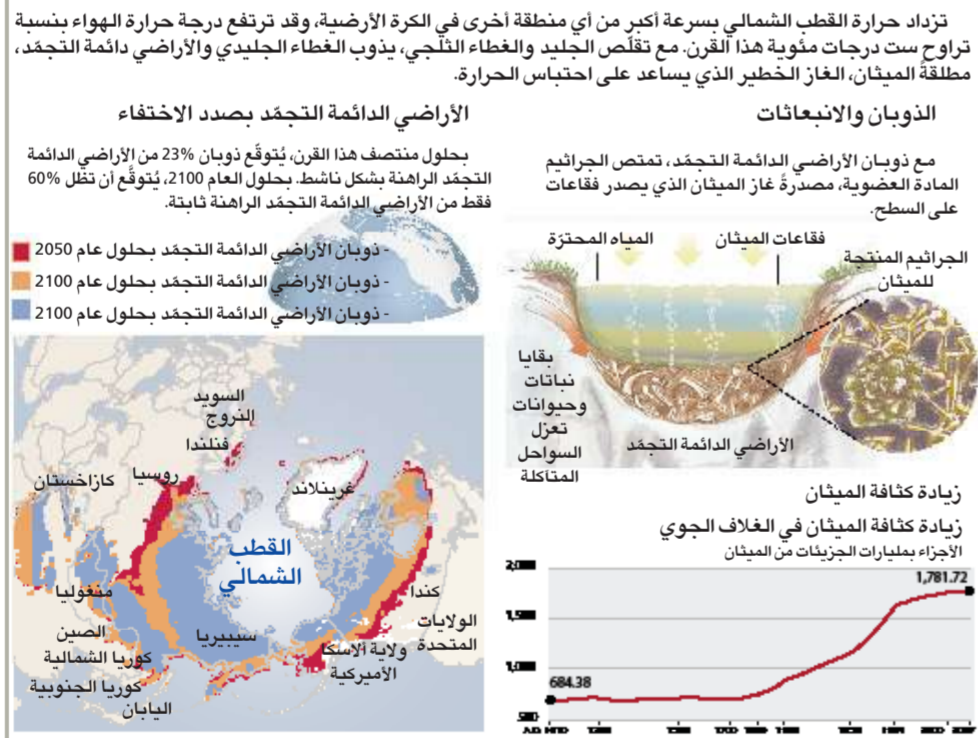 تزداد حرارة القطب الشمالي بسرعة أكبر من أي منطقة أخرى في الكرة الأرضية، وقد ترتفع درجة حرارة الهواء بنسبة
تراوح ست درجات مئوية هذا القرن. مع تقلّص الجليد والغطاء الثلجي، يذوب الغطاء الجليدي والأراضي دائمة التجمّد،
مطلقةً الميثان، الغاز الخطير الذي يساعد على احتباس الحرارة.
الذوبان والانبعاثات
مع ذوبان الأراضي الدائمة التجمّد، تمتص الجراثيم
المادة العضوية، مصدرةً غاز الميثان الذي يصدر فقاعات
على السطح.
فقاعات الميثان
المياه المحترّة
الجراثيم المنتجة
للميثان
بقايا
نباتات
وحيوانات
تعزل
السواحل
المتآكلة
الأراضي الدائمة التجمّد
زيادة كثافة الميثان
زيادة كثافة الميثان في الغلاف الجوي
الأجزاء بمليارات الجزيئات من الميثان
2,000
1,500
1,000
500
1,781.72
684.38
الأراضي الدائمة التجمّد بصدد الاختفاء
بحلول منتصف هذا القرن، يُتوقّع ذوبان 23% من الأراضي الدائمة
التجمّد الراهنة بشكل ناشط. بحلول العام 2100، يُتوقّع أن تظل 60%
فقط من الأراضي الدائمة التجمّد الراهنة ثابتة.
- ذوبان الأراضي الدائمة التجمّد بحلول عام 2050
- ذوبان الأراضي الدائمة التجمّد بحلول عام 2100
- ذوبان الأراضي الدائمة التجمّد بحلول عام 2100
السويد
النروج
فنلندا
روسيا
كازاخستان
غرينلاند
القطب
الشمالي
منغوليا
الصين
كوريا الشمالية
كوريا الجنوبية
اليابان
سيبيريا
كندا
الولايات
المتحدة
ولاية ألاسكا
الأميركية